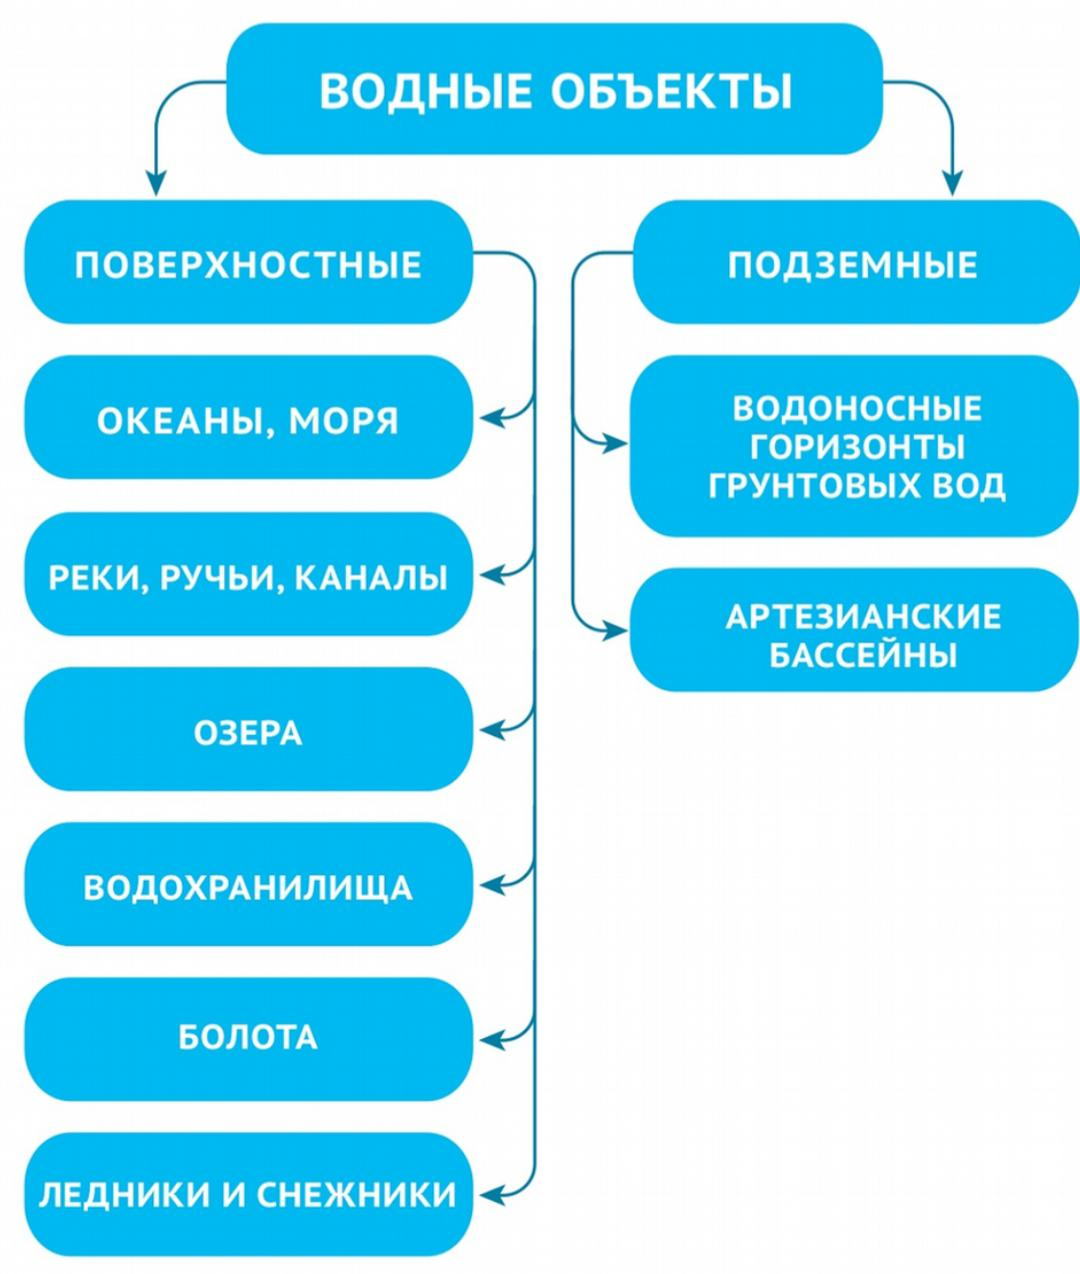 ВОДНЫЕ ОБЪЕКТЫ
ПОВЕРХНОСТНЫЕ
ОКЕАНЫ, МОРЯ
РЕКИ, РУЧЬИ, КАНАЛЫ
ОЗЕРА
ВОДОХРАНИЛИЩА
БОЛОТА
ЛЕДНИКИ И СНЕЖНИКИ
ПОДЗЕМНЫЕ
ВОДОНОСНЫЕ
ГОРИЗОНТЫ
ГРУНТОВЫХ ВОД
АРТЕЗИАНСКИЕ
БАССЕЙНЫ